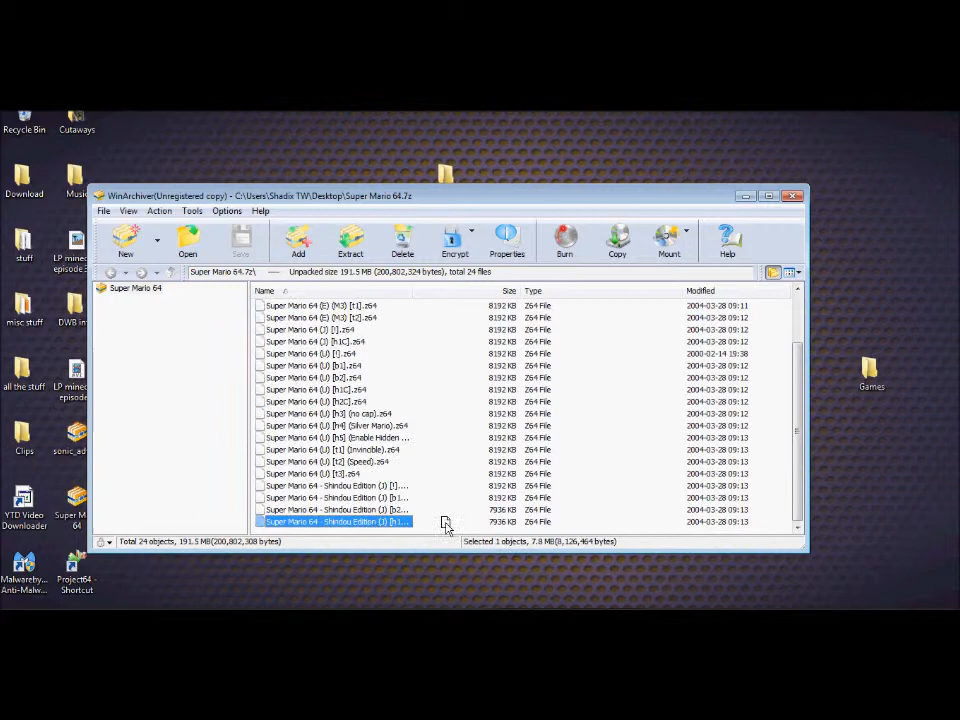 Recycle Bin
Cutaways
Download
stuff
LP minec
episode
misc stuff
all the stuff
LP minec
episode
Clips
sonic_adv
YTD Video
Downloader
Super M
64
Malwareby...
Anti-Malw...
Project64 -
Shortcut
Games
WinArchiver(Unregistered copy) - C:\Users\Shadix TW\Desktop\Super Mario 64.7z
File View Action Tools Options Help
New Open Save Add Extract Delete Encrypt Properties Burn Copy Mount Help
Super Mario 64.7z\ Unpacked size 191.5 MB (200,802,324 bytes), total 24 files
Super Mario 64
Name Size Type Modified
Super Mario 64 (E) (M3) [t1].z64 8192 KB Z64 File 2004-03-28 09:11
Super Mario 64 (E) (M3) [t2].z64 8192 KB Z64 File 2004-03-28 09:12
Super Mario 64 (J) [!].z64 8192 KB Z64 File 2004-03-28 09:12
Super Mario 64 (J) [h1C].z64 8192 KB Z64 File 2004-03-28 09:12
Super Mario 64 (U) [!].z64 8192 KB Z64 File 2000-02-14 19:38
Super Mario 64 (U) [b1].z64 8192 KB Z64 File 2004-03-28 09:12
Super Mario 64 (U) [b2].z64 8192 KB Z64 File 2004-03-28 09:12
Super Mario 64 (U) [h1C].z64 8192 KB Z64 File 2004-03-28 09:12
Super Mario 64 (U) [h2C].z64 8192 KB Z64 File 2004-03-28 09:12
Super Mario 64 (U) [h3] (no cap).z64 8192 KB Z64 File 2004-03-28 09:12
Super Mario 64 (U) [h4] (Silver Mario).z64 8192 KB Z64 File 2004-03-28 09:12
Super Mario 64 (U) [h5] (Enable Hidden ... 8192 KB Z64 File 2004-03-28 09:13
Super Mario 64 (U) [t1] (Invincible).z64 8192 KB Z64 File 2004-03-28 09:13
Super Mario 64 (U) [t2] (Speed).z64 8192 KB Z64 File 2004-03-28 09:13
Super Mario 64 (U) [t3].z64 8192 KB Z64 File 2004-03-28 09:13
Super Mario 64 - Shindou Edition (J) [!].... 8192 KB Z64 File 2004-03-28 09:13
Super Mario 64 - Shindou Edition (J) [b1... 8192 KB Z64 File 2004-03-28 09:13
Super Mario 64 - Shindou Edition (J) [b2... 7936 KB Z64 File 2004-03-28 09:13
Super Mario 64 - Shindou Edition (J) [h1... 7936 KB Z64 File 2004-03-28 09:13
Total 24 objects, 191.5 MB(200,802,308 bytes) Selected 1 objects, 7.8 MB(8,126,464 bytes)